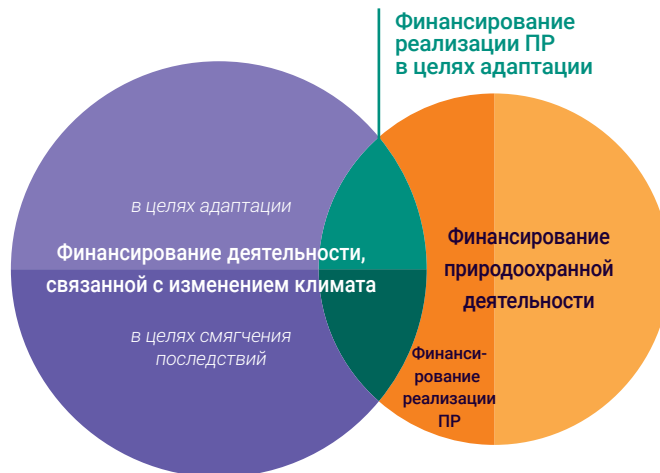 Финансирование
реализации ПР
в целях адаптации
в целях адаптации
Финансирование деятельности,
связанной с изменением климата
в целях смягчения
последствий
Финансирование
природоохранной
деятельности
Финанси-
рование
реализации
ПР